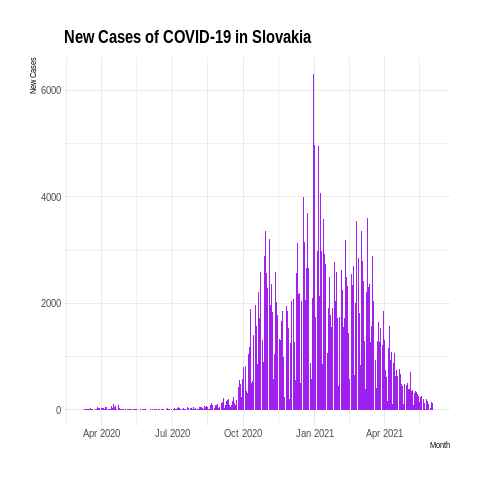 New Cases of COVID-19 in Slovakia
New Cases
6000
4000
2000
0
Apr 2020
Jul 2020
Oct 2020
Jan 2021
Apr 2021
Month